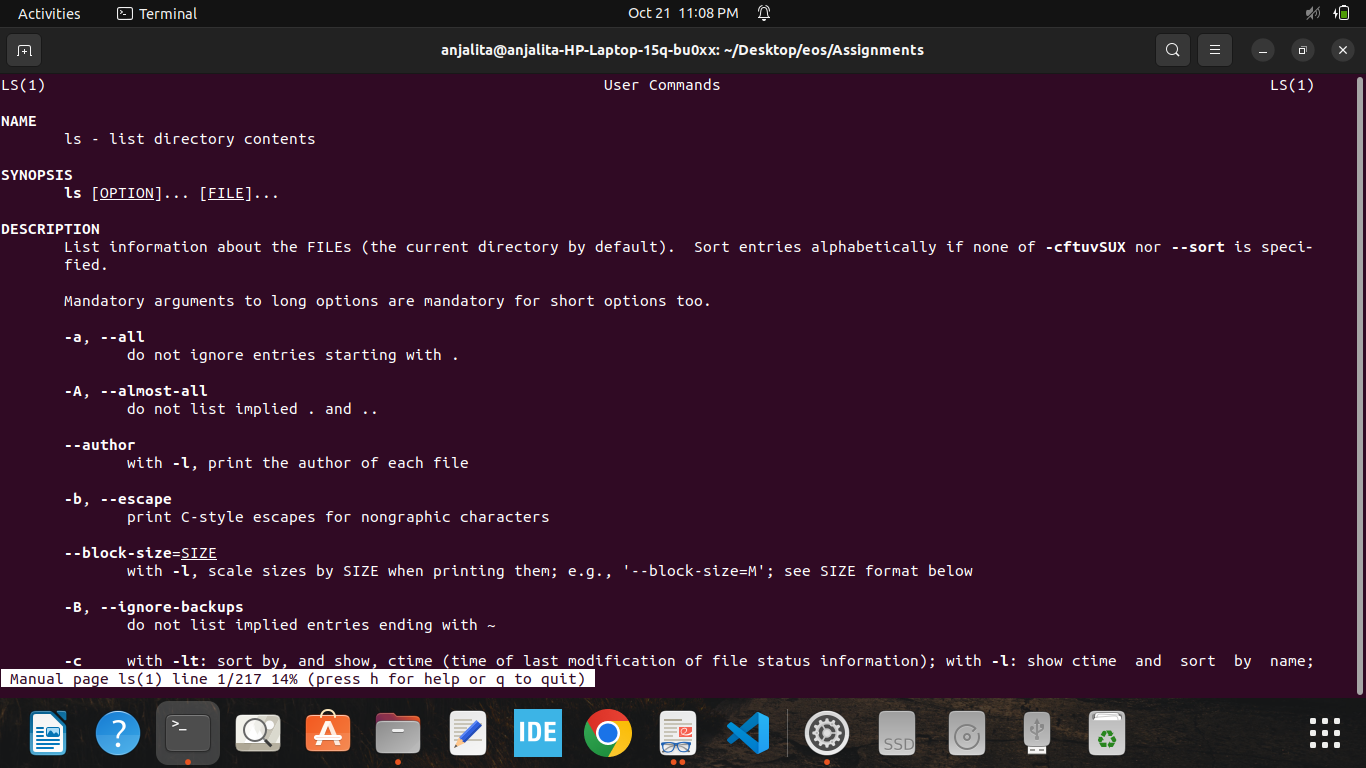 Activities Terminal Oct 21 11:08 PM
anjalita@anjalita-HP-Laptop-15q-bu0xx: ~/Desktop/eos/Assignments
LS(1) User Commands LS(1)
NAME
ls - list directory contents
SYNOPSIS
ls [OPTION]... [FILE]...
DESCRIPTION
List information about the FILEs (the current directory by default). Sort entries alphabetically if none of -cftuvSUX nor --sort is speci-
fied.
Mandatory arguments to long options are mandatory for short options too.
-a, --all
do not ignore entries starting with .
-A, --almost-all
do not list implied . and ..
--author
with -l, print the author of each file
-b, --escape
print C-style escapes for nongraphic characters
--block-size=SIZE
with -l, scale sizes by SIZE when printing them; e.g., '--block-size=M'; see SIZE format below
-B, --ignore-backups
do not list implied entries ending with ~
-c with -lt: sort by, and show, ctime (time of last modification of file status information); with -l: show ctime and sort by name;
Manual page ls(1) line 1/217 14% (press h for help or q to quit)
? >_ A IDE SSD